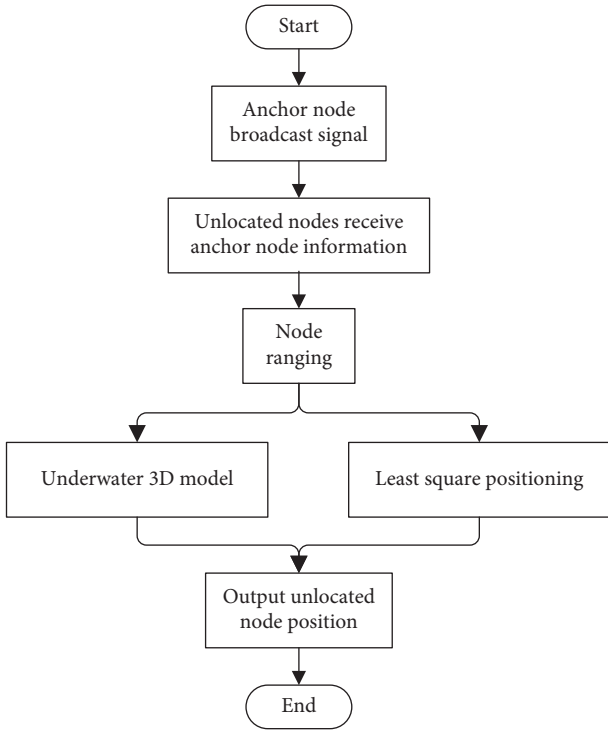 Start
Anchor node
broadcast signal
Unlocated nodes receive
anchor node information
Node
ranging
Underwater 3D model
Least square positioning
Output unlocated
node position
End